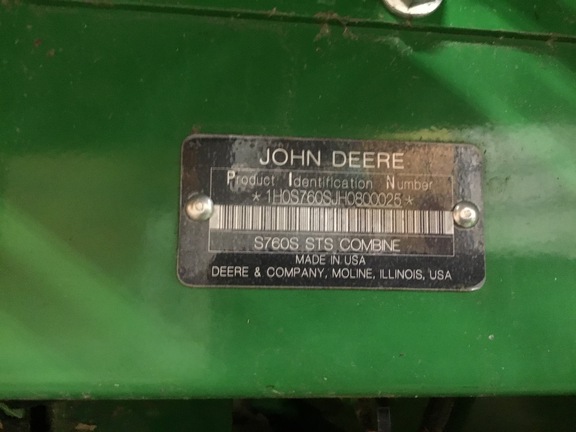 JOHN DEERE
Product Identification Number
*1H0S760SJH0800025*
S760S STS COMBINE
MADE IN USA
DEERE & COMPANY, MOLINE, ILLINOIS, USA